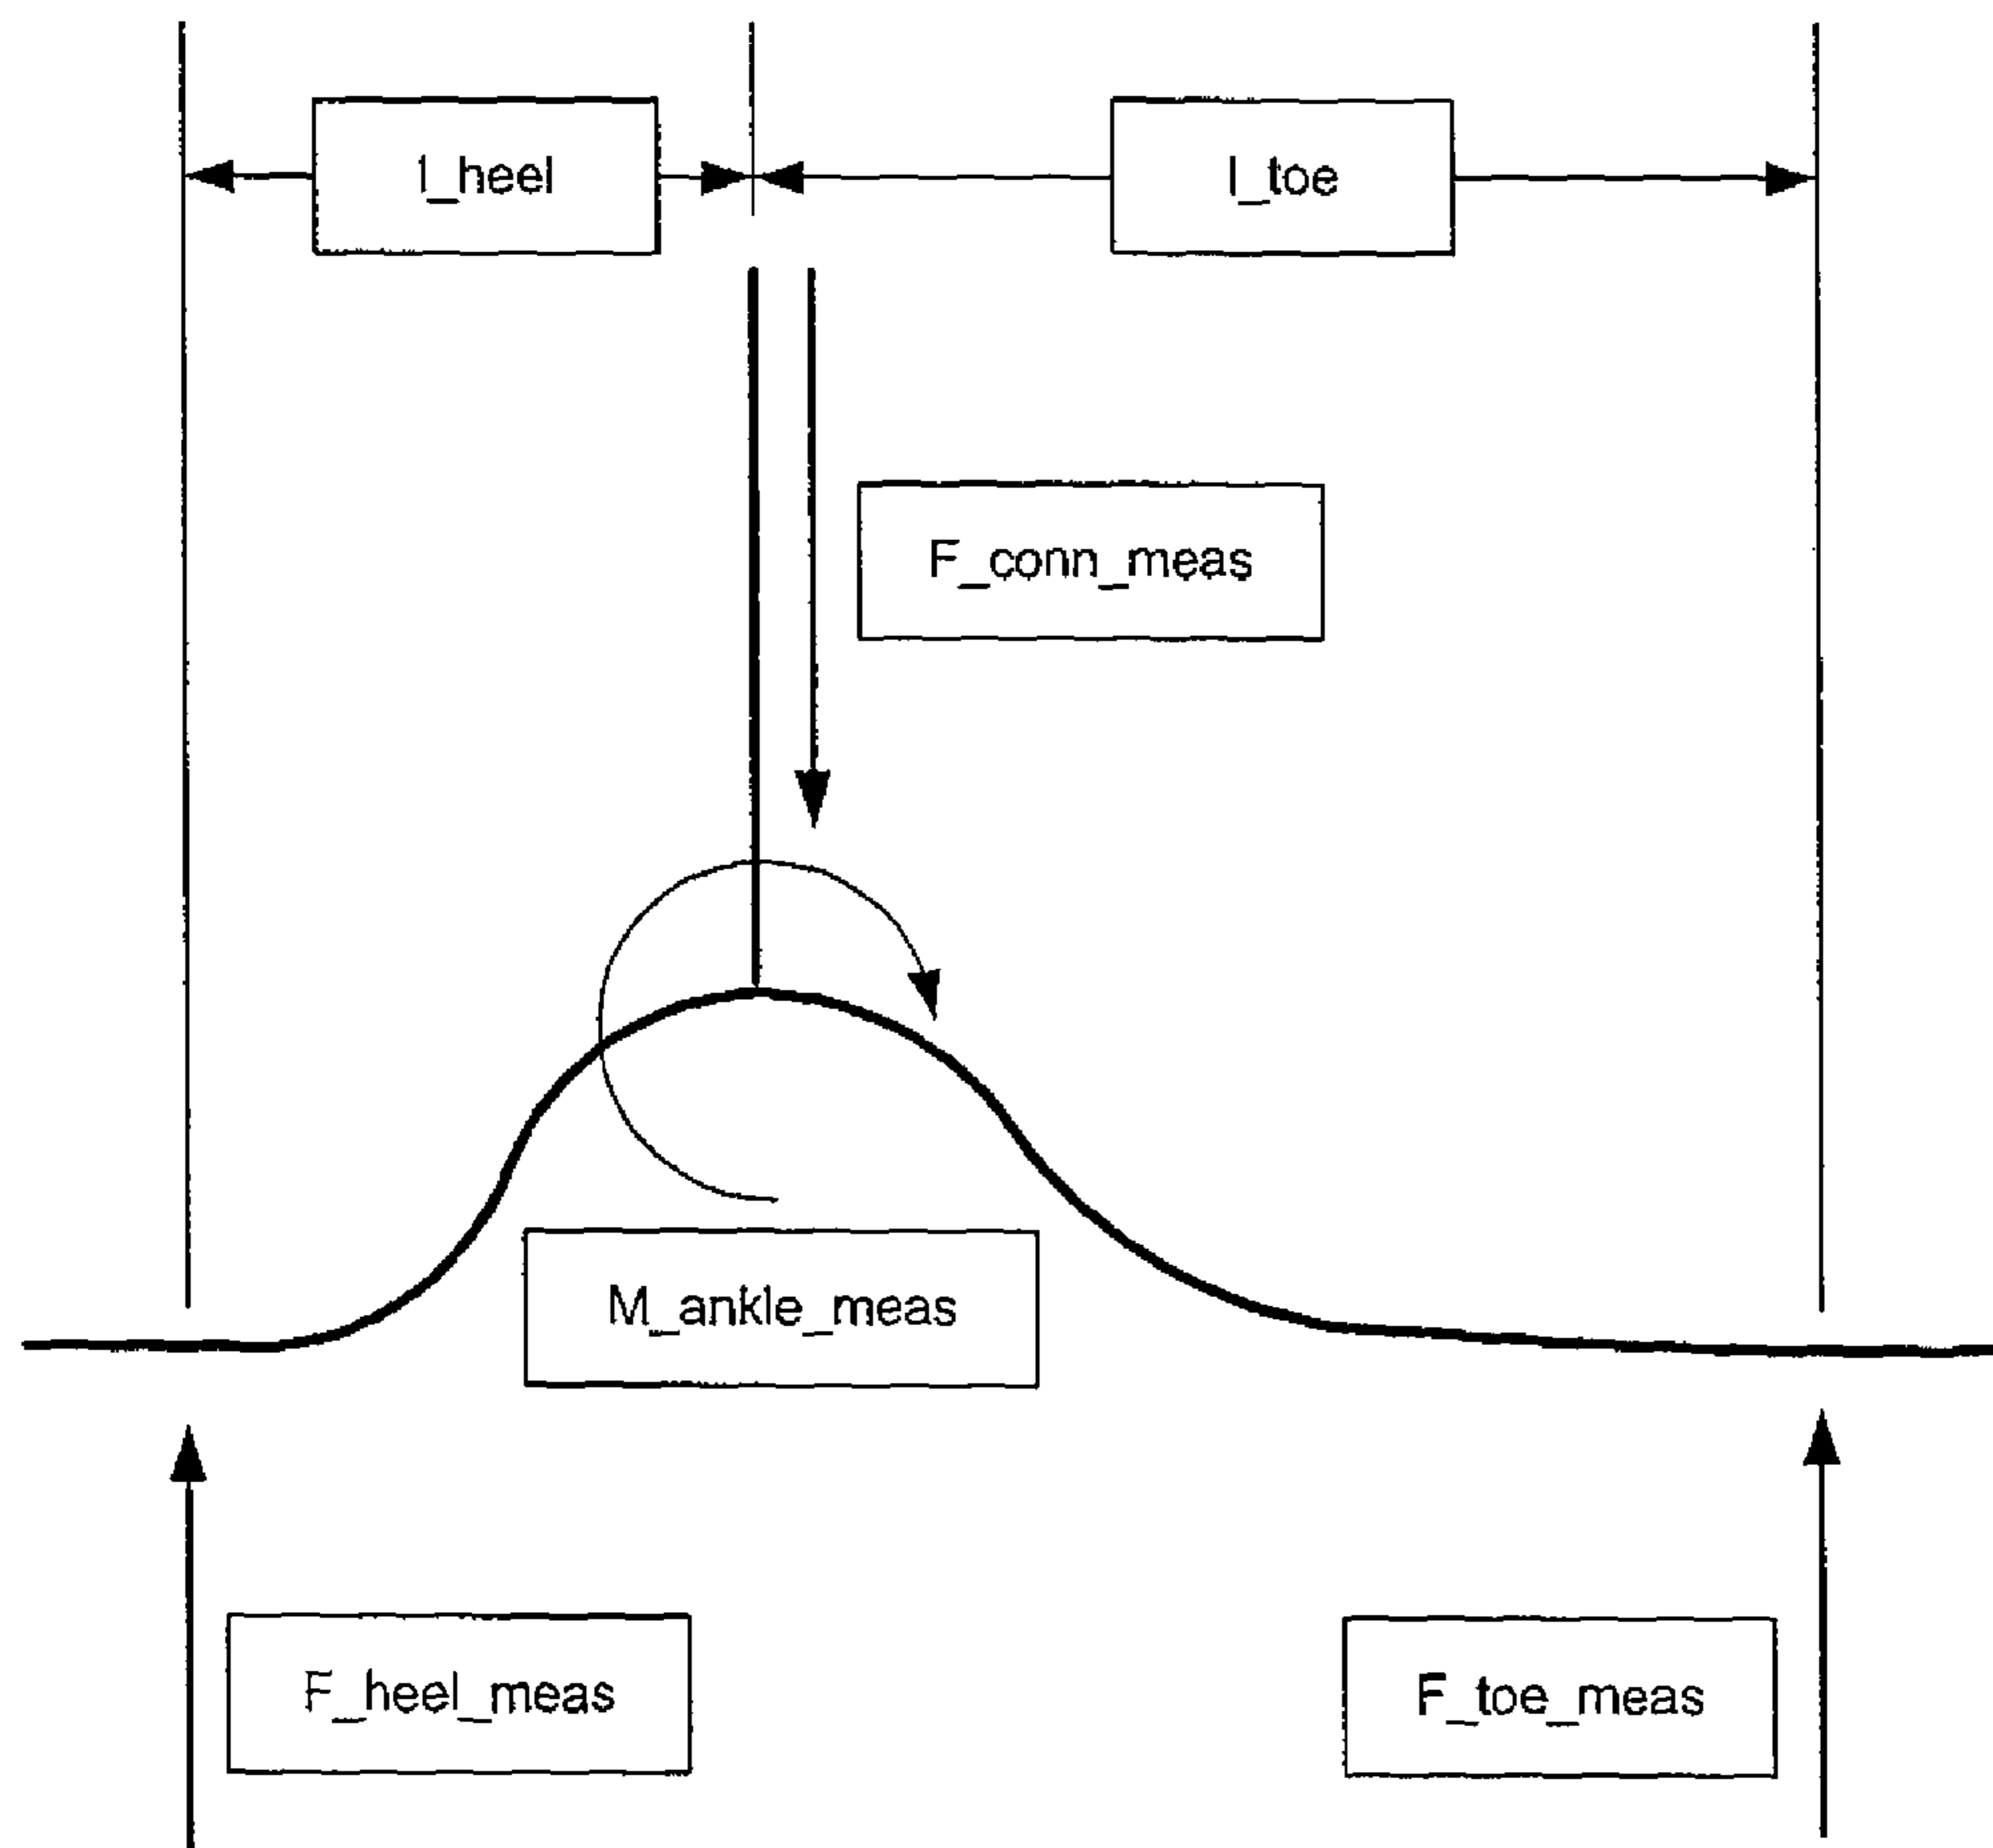 l_heel
l_toe
F_conn_meas
M_ankle_meas
F_heel_meas
F_toe_meas